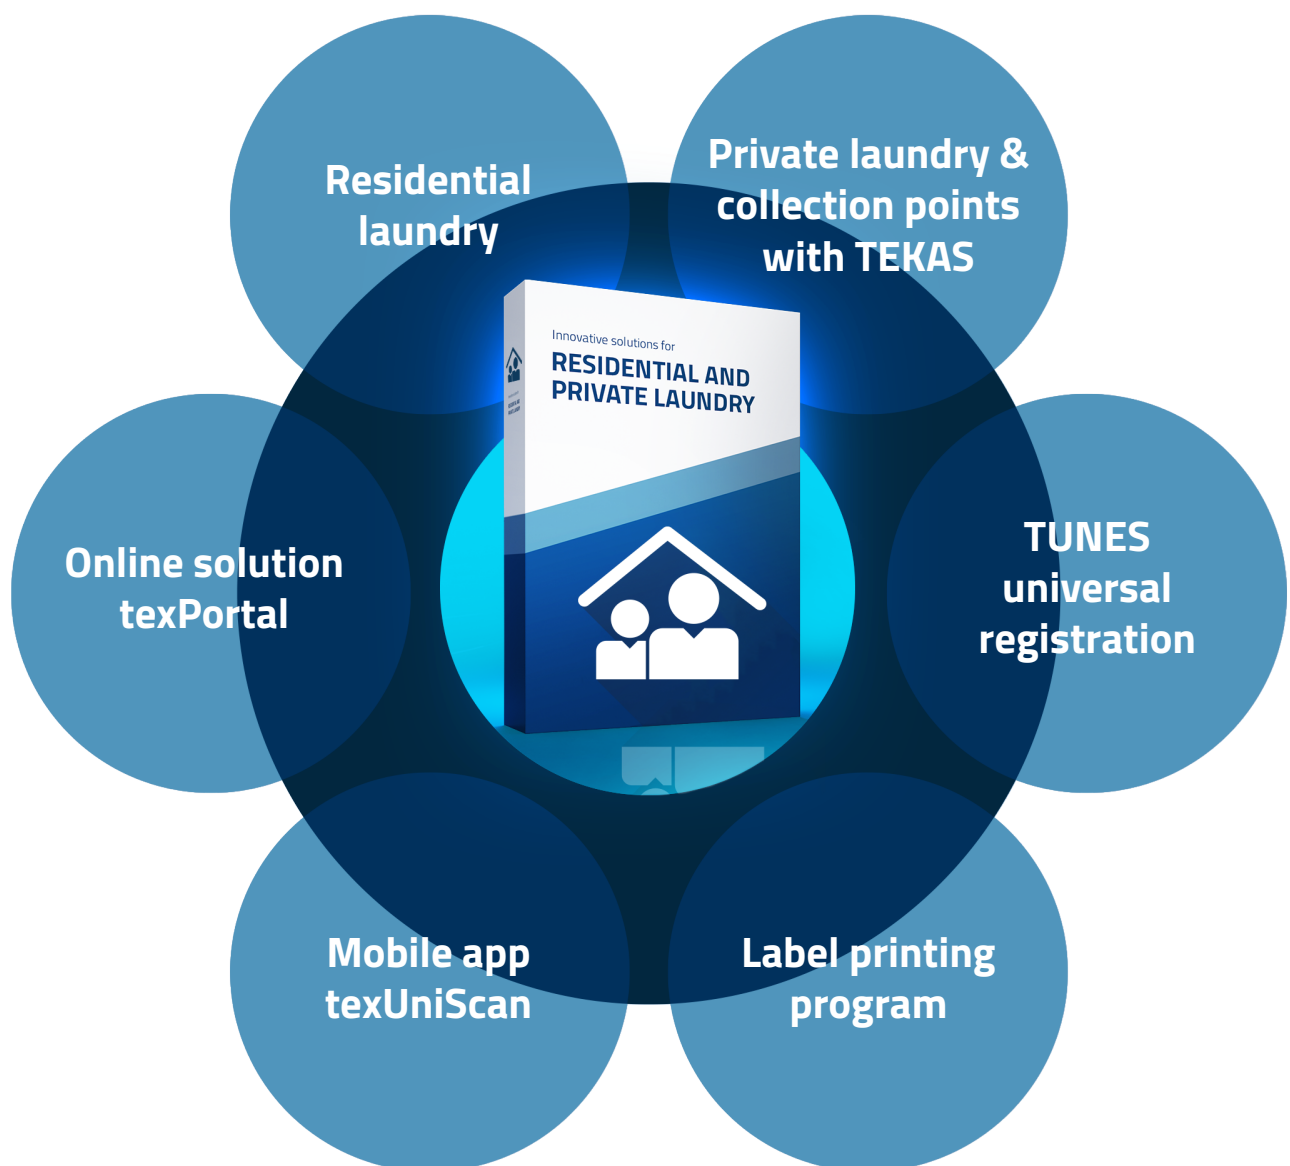 Residential
laundry
Private laundry &
collection points
with TEKAS
Innovative solutions for
RESIDENTIAL AND
PRIVATE LAUNDRY
Online solution
texPortal
TUNES
universal
registration
Mobile app
texUniScan
Label printing
program